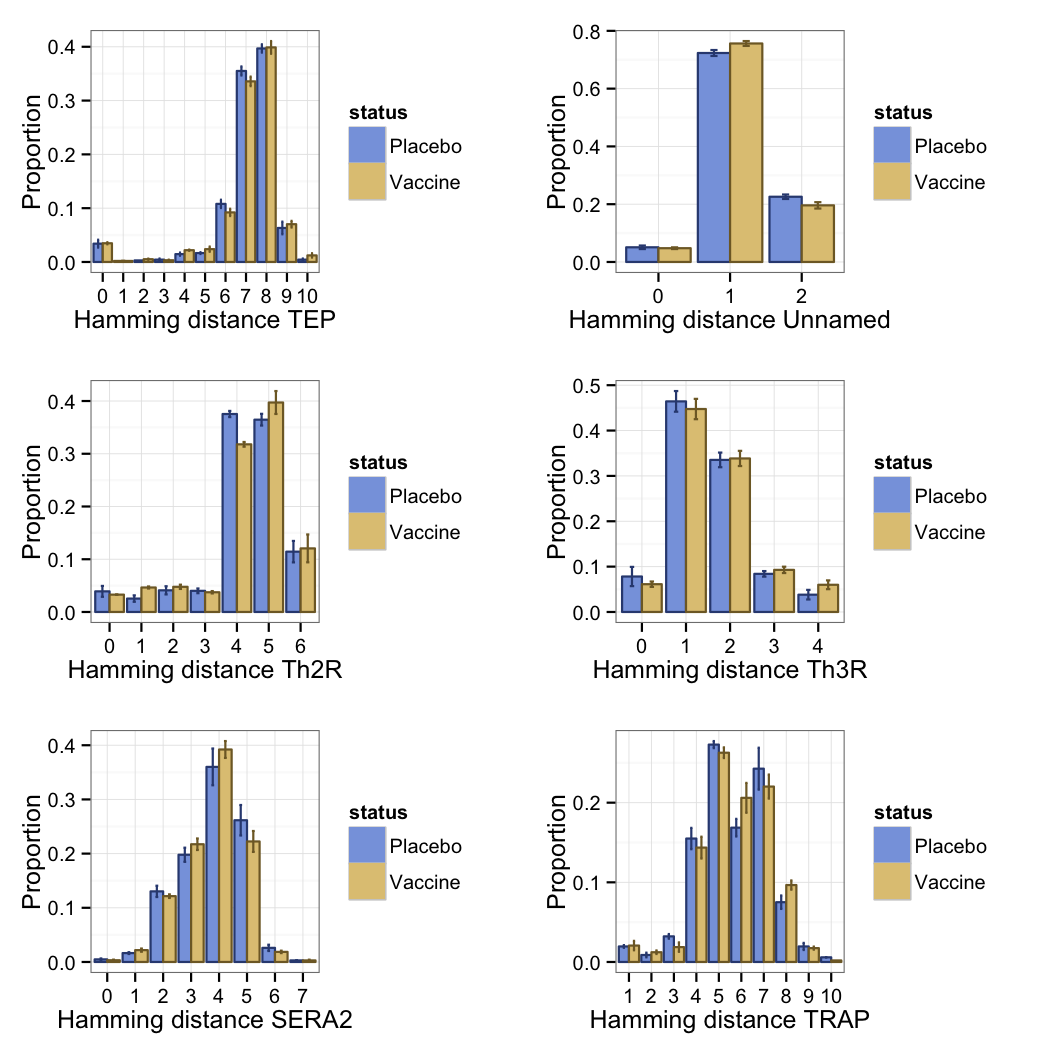 Proportion
0.4
0.3
0.2
0.1
0.0
0 1 2 3 4 5 6 7 8 9 10
Hamming distance TEP
status
Placebo
Vaccine
Proportion
0.8
0.6
0.4
0.2
0.0
0 1 2
Hamming distance Unnamed
status
Placebo
Vaccine
Proportion
0.4
0.3
0.2
0.1
0.0
0 1 2 3 4 5 6
Hamming distance Th2R
status
Placebo
Vaccine
Proportion
0.5
0.4
0.3
0.2
0.1
0.0
0 1 2 3 4
Hamming distance Th3R
status
Placebo
Vaccine
Proportion
0.4
0.3
0.2
0.1
0.0
0 1 2 3 4 5 6 7
Hamming distance SERA2
status
Placebo
Vaccine
Proportion
0.2
0.1
0.0
1 2 3 4 5 6 7 8 9 10
Hamming distance TRAP
status
Placebo
Vaccine